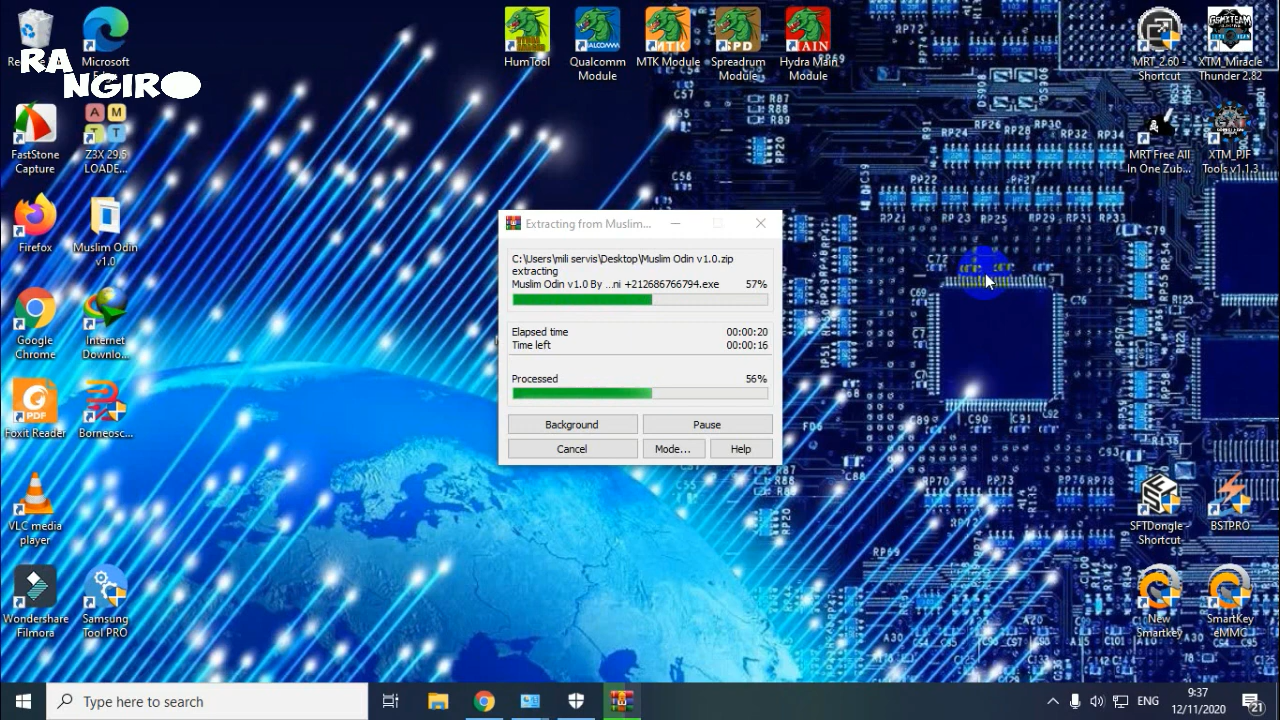 RA
NGIRO
Microsoft
FastStone
Capture
Z3X 29.5
LOADE...
Firefox
Muslim Odin
v1.0
Google
Chrome
Internet
Downlo...
Foxit Reader
Borneosc...
VLC media
player
Wondershare
Filmora
Samsung
Tool PRO
HumTool
Qualcomm
Module
MTK Module
Spreadrum
Module
Hydra Main
Module
MRT_2.60 -
Shortcut
XTM_Miracle
Thunder 2.82
MRT Free All
In One Zub...
XTM_PJF
Tools v1.1.3
SFTDongle -
Shortcut
BSTPRO
New
Smartkey
SmartKey
eMMC
Extracting from Muslim...
C:\Users\mili servis\Desktop\Muslim Odin v1.0.zip
extracting
Muslim Odin v1.0 By ...ni +212686766794.exe 57%
Elapsed time 00:00:20
Time left 00:00:16
Processed 56%
Background Pause
Cancel Mode... Help
Type here to search
ENG
9:37
12/11/2020
21